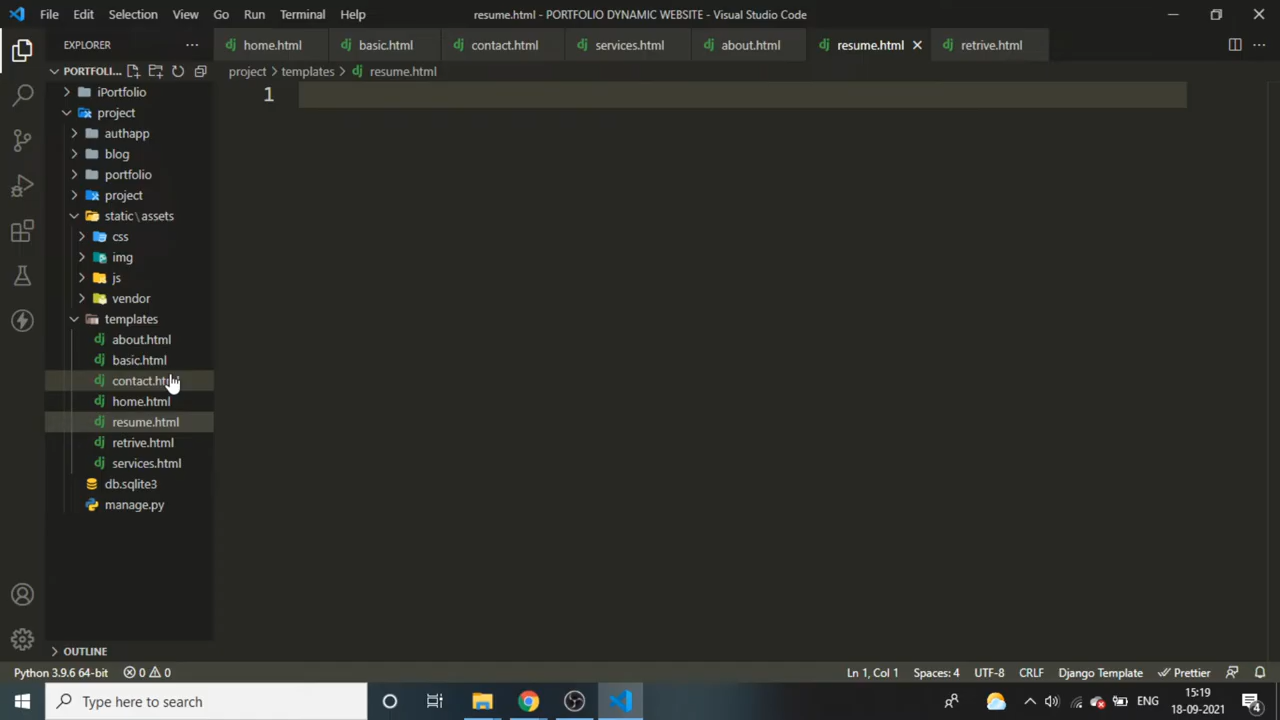 File Edit Selection View Go Run Terminal Help
resume.html - PORTFOLIO DYNAMIC WEBSITE - Visual Studio Code
EXPLORER
home.html
basic.html
contact.html
services.html
about.html
resume.html
retrive.html
PORTFOLI...
project > templates > resume.html
1
iPortfolio
project
authapp
blog
portfolio
project
static\assets
css
img
js
vendor
templates
about.html
basic.html
contact.html
home.html
resume.html
retrive.html
services.html
db.sqlite3
manage.py
OUTLINE
Python 3.9.6 64-bit
0 0
Ln 1, Col 1
Spaces: 4
UTF-8
CRLF
Django Template
Prettier
Type here to search
ENG
15:19
18-09-2021
4